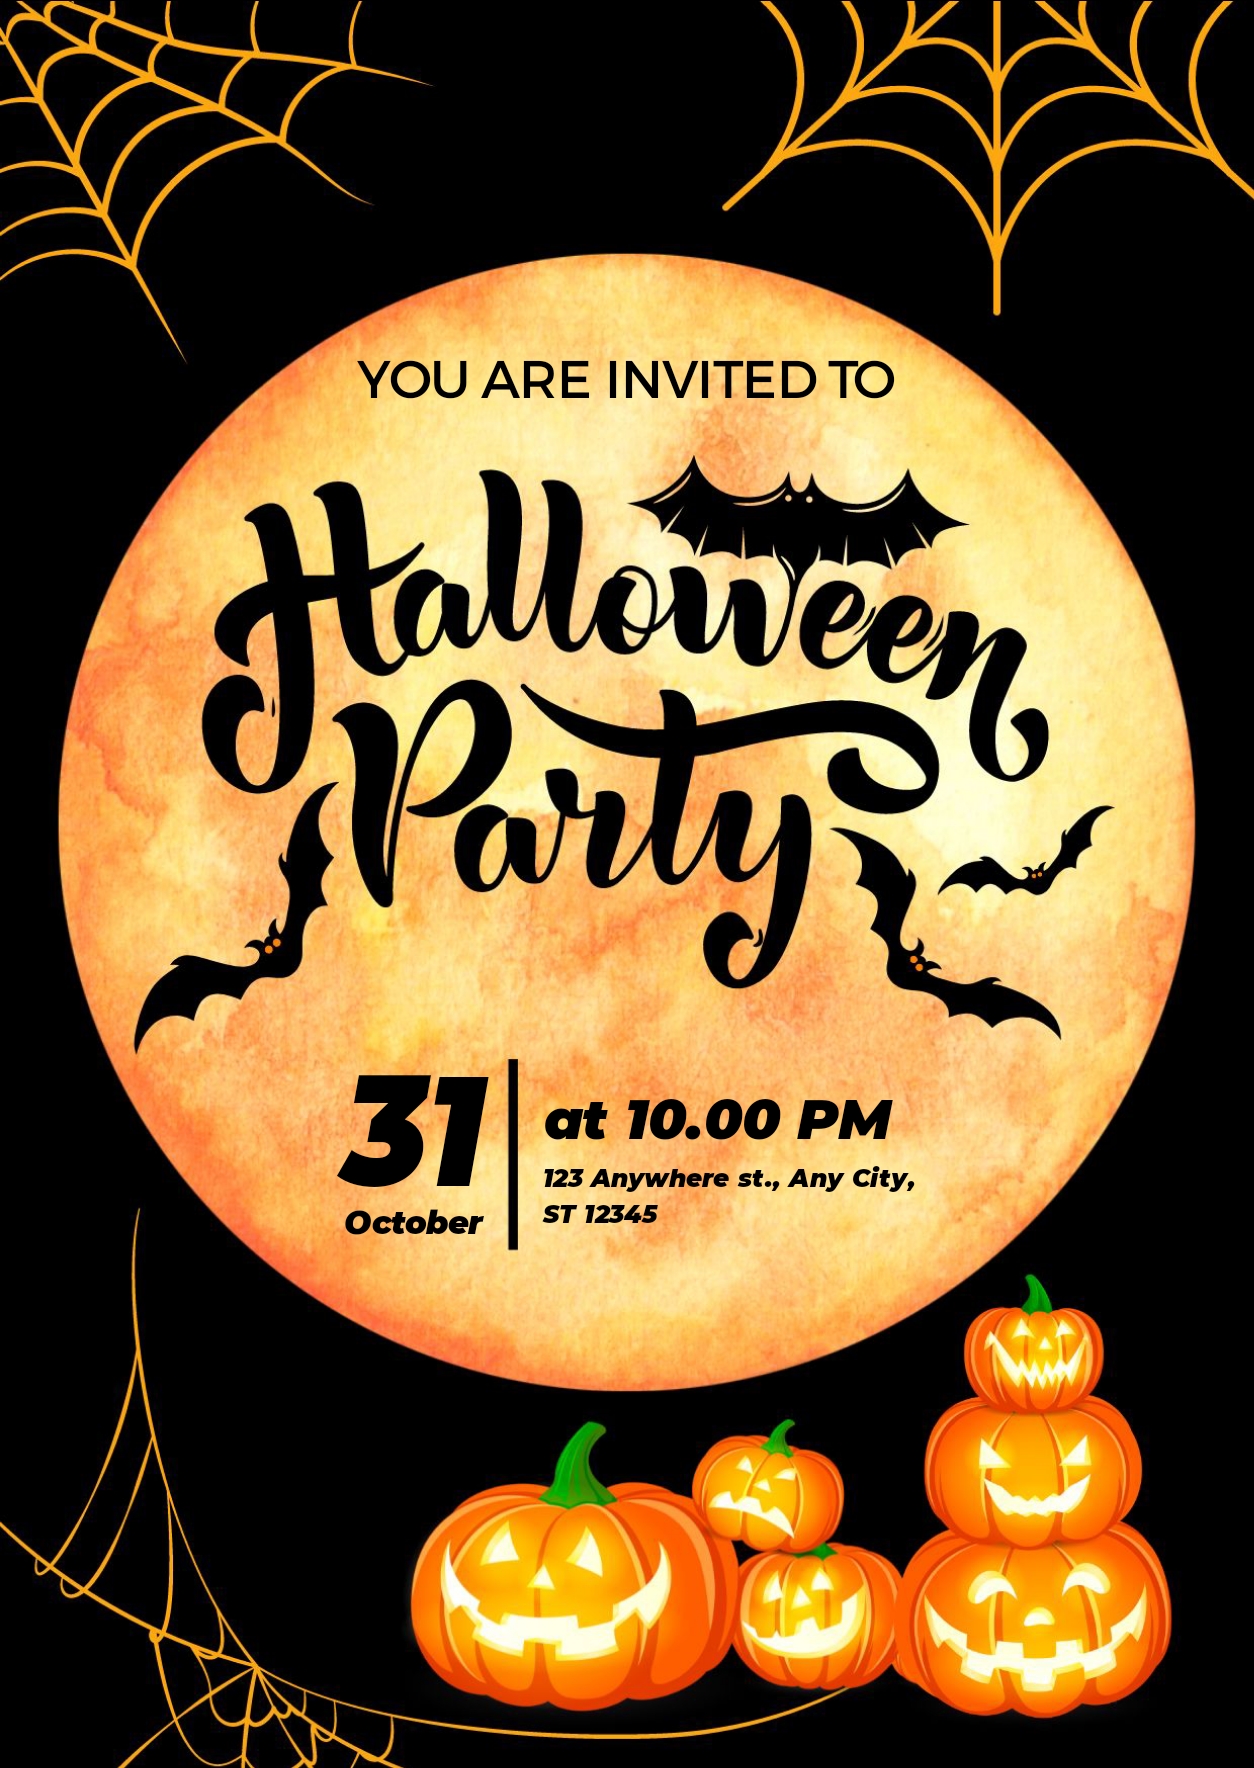 YOU ARE INVITED TO
Halloween
Party
31
October
at 10.00 PM
123 Anywhere st., Any City,
ST 12345